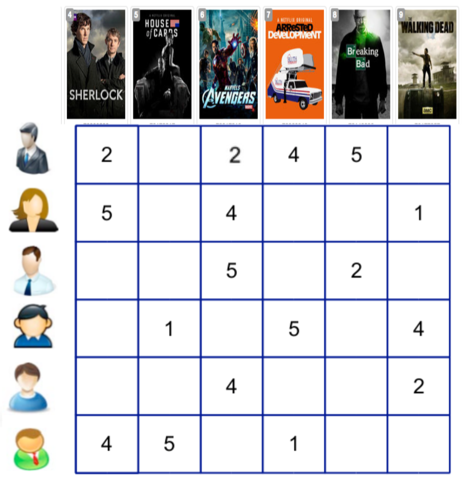 4 5 6 7 8 9
SHERLOCK
HOUSE
of CARDS
MARVEL'S
AVENGERS
A NETFLIX ORIGINAL
ARRESTED
DEVELOPMENT
Breaking
Bad
THE
WALKING DEAD
amc
2 2 4 5
5 4 1
5 2
1 5 4
4 2
4 5 1